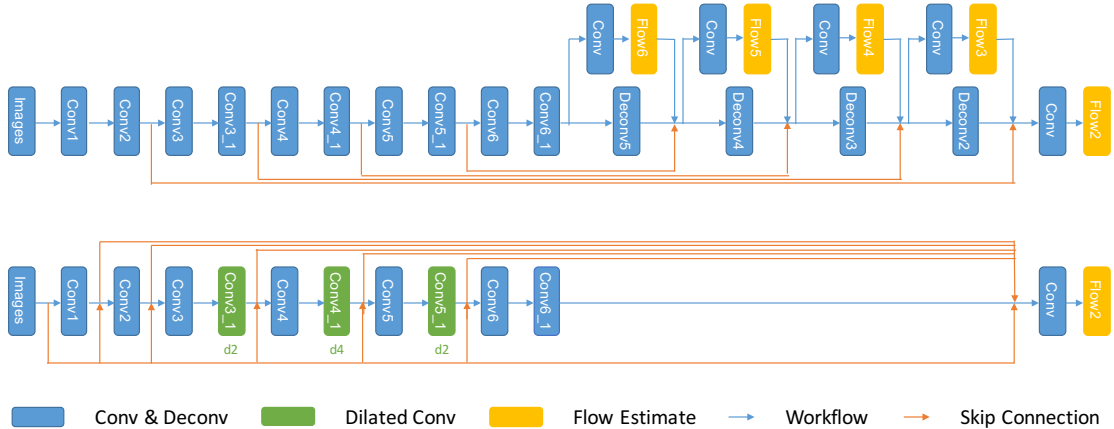 Conv
Flow6
Conv
Flow5
Conv
Flow4
Conv
Flow3
Images
Conv1
Conv2
Conv3
Conv3_1
Conv4
Conv4_1
Conv5
Conv5_1
Conv6
Conv6_1
Deconv5
Deconv4
Deconv3
Deconv2
Conv
Flow2
Images
Conv1
Conv2
Conv3
Conv3_1
Conv4
Conv4_1
Conv5
Conv5_1
Conv6
Conv6_1
Conv
Flow2
d2
d4
d2
Conv & Deconv
Dilated Conv
Flow Estimate
Workflow
Skip Connection